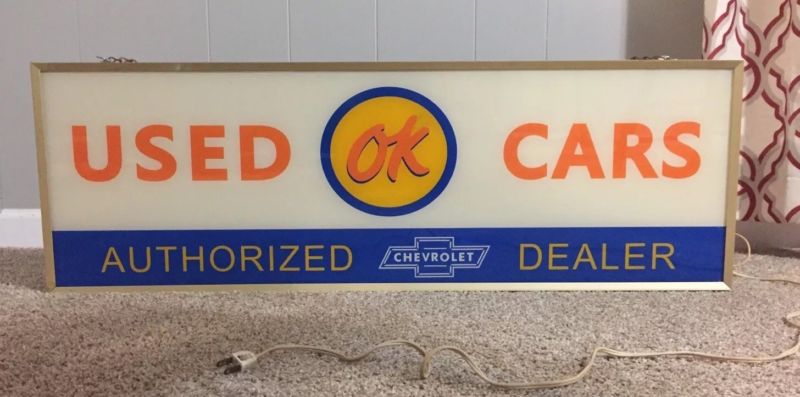 USED OK CARS
AUTHORIZED CHEVROLET DEALER